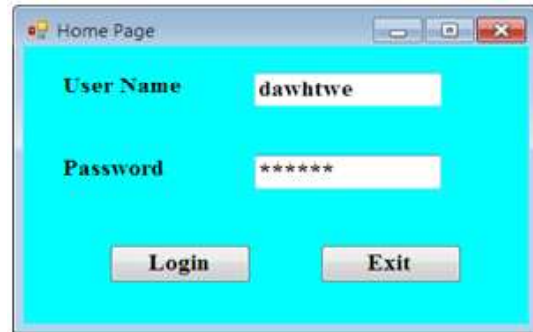 Home Page
User Name dawhtwe
Password ******
Login Exit